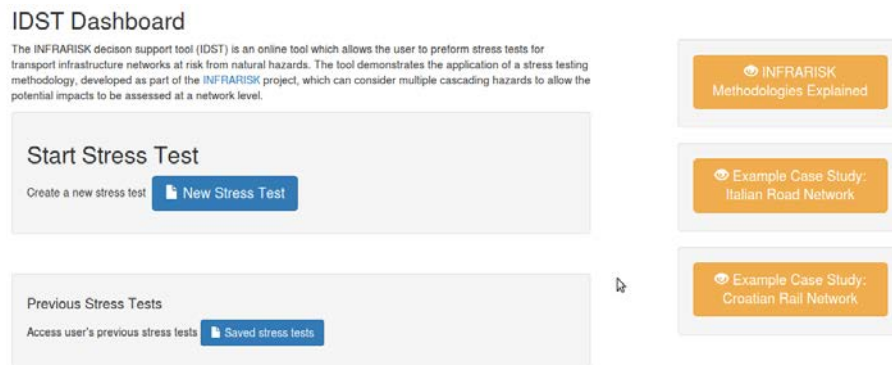 IDST Dashboard
The INFRARISK decison support tool (IDST) is an online tool which allows the user to preform stress tests for
transport infrastructure networks at risk from natural hazards. The tool demonstrates the application of a stress testing
methodology, developed as part of the INFRARISK project, which can consider multiple cascading hazards to allow the
potential impacts to be assessed at a network level.
Start Stress Test
Create a new stress test New Stress Test
Previous Stress Tests
Access user's previous stress tests Saved stress tests
INFRARISK
Methodologies Explained
Example Case Study:
Italian Road Network
Example Case Study:
Croatian Rail Network